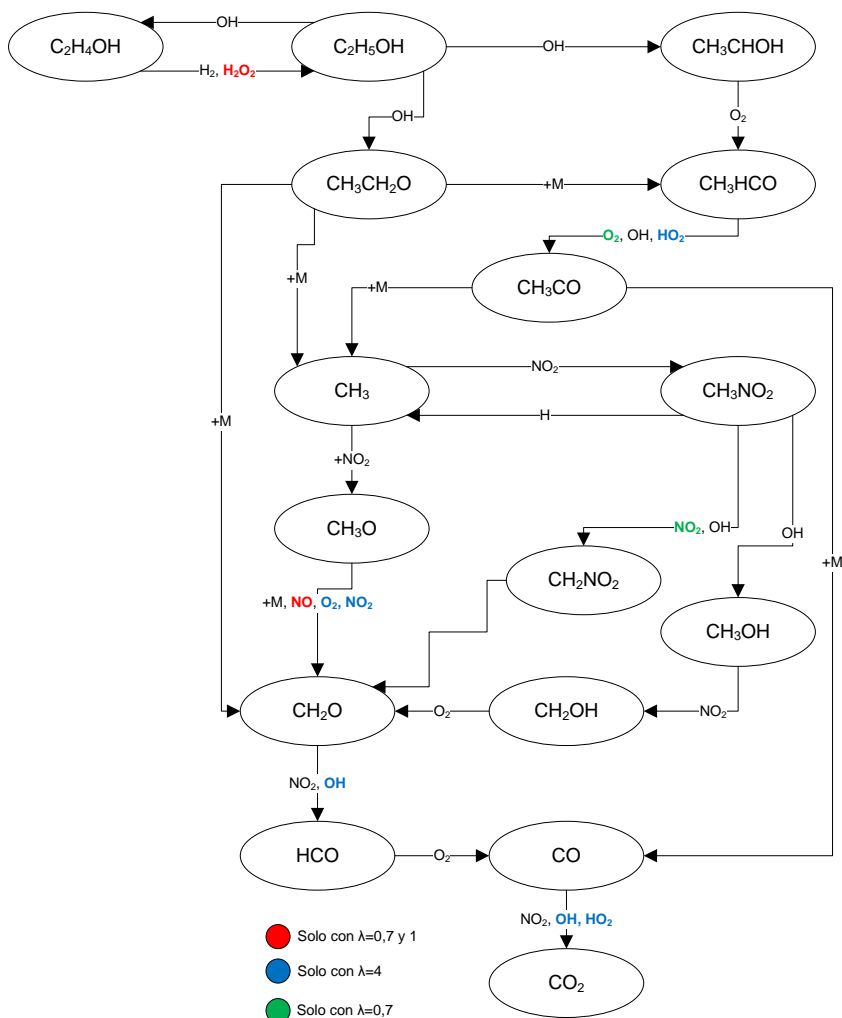 OH
C₂H₄OH
C₂H₅OH
OH
CH3CHOH
H₂, H₂O₂
OH
O₂
CH3CH₂O
+M
CH₃HCO
O₂, OH, HO₂
+M
CH₃CO
+M
CH₃
NO₂
CH₃NO₂
H
+M
+NO₂
CH₃O
NO₂, OH
OH
+M
CH₂NO₂
+M, NO, O₂, NO₂
CH₃OH
CH₂O
O₂
CH₂OH
NO₂
NO₂, OH
HCO
O₂
CO
NO₂, OH, HO₂
Solo con λ=0,7 y 1
Solo con λ=4
CO₂
Solo con λ=0,7